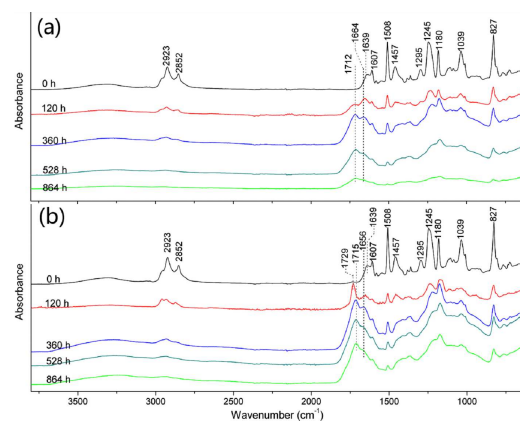 (a)
2923
2852
1712
1664
1639
1607
1508
1457
1295
1245
1180
1039
827
0 h
120 h
360 h
528 h
864 h
Absorbance
(b)
2923
2852
1729
1715
1656
1639
1607
1508
1457
1295
1245
1180
1039
827
0 h
120 h
360 h
528 h
864 h
Absorbance
3500 3000 2500 2000 1500 1000
Wavenumber (cm⁻¹)